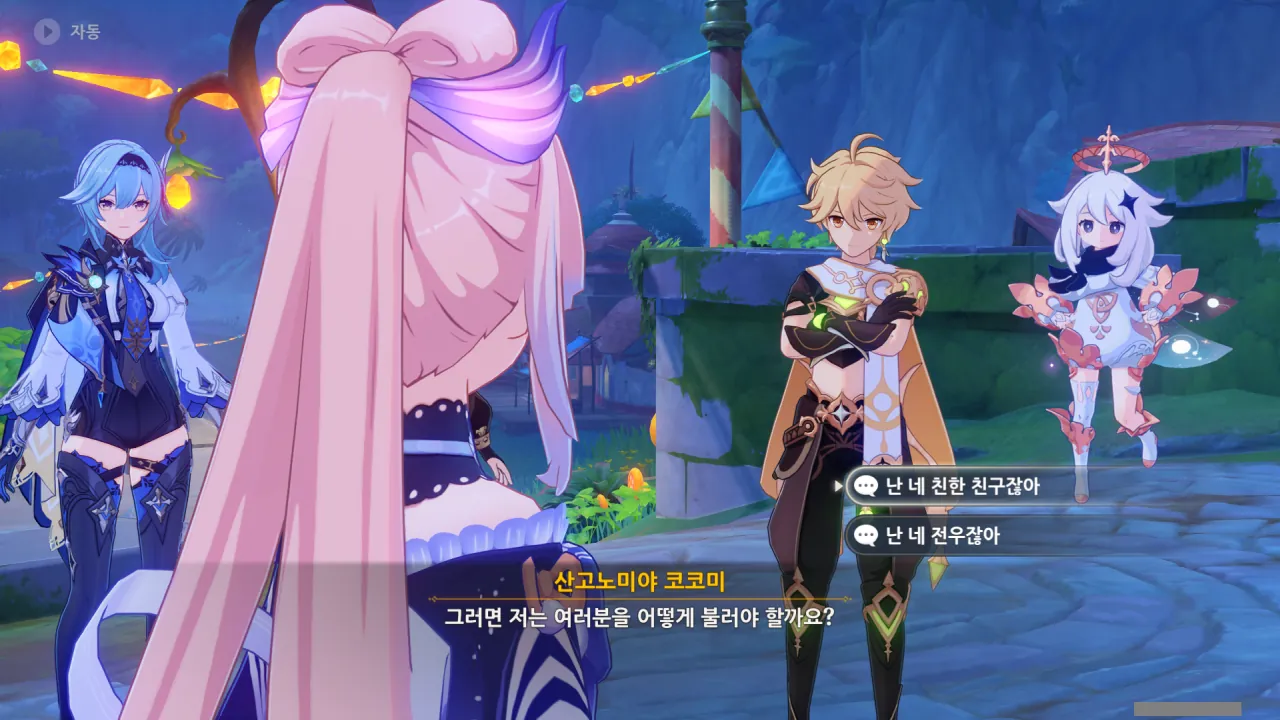 자동
난 네 친한 친구잖아
난 네 전우잖아
산고노미야 코코미
그러면 저는 여러분을 어떻게 불러야 할까요?